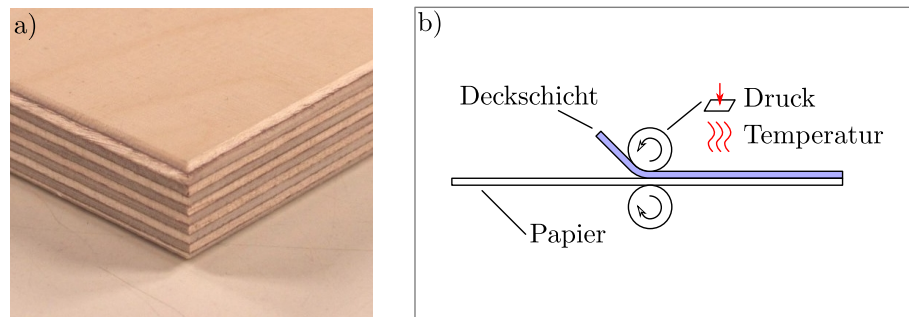 a)
b)
Deckschicht
Druck
Temperatur
Papier